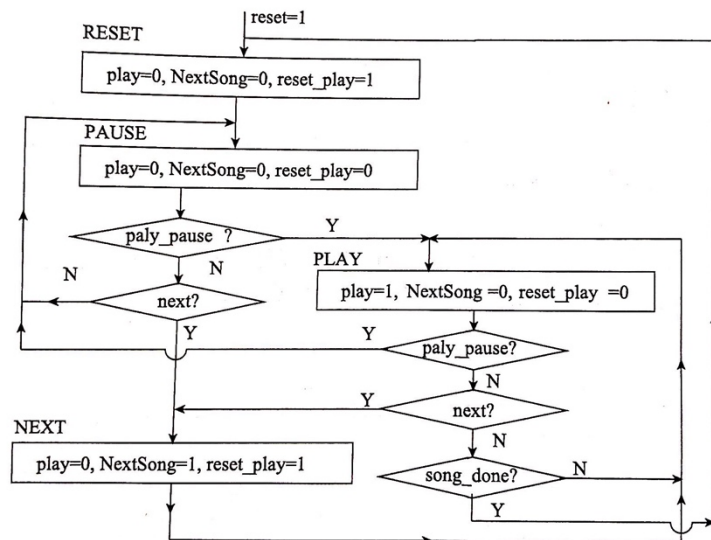 reset=1
RESET
play=0, NextSong=0, reset_play=1
PAUSE
play=0, NextSong=0, reset_play=0
paly_pause ?
Y
N
N
next?
Y
PLAY
play=1, NextSong =0, reset_play =0
paly_pause?
Y
N
next?
Y
N
song_done?
N
Y
NEXT
play=0, NextSong=1, reset_play=1